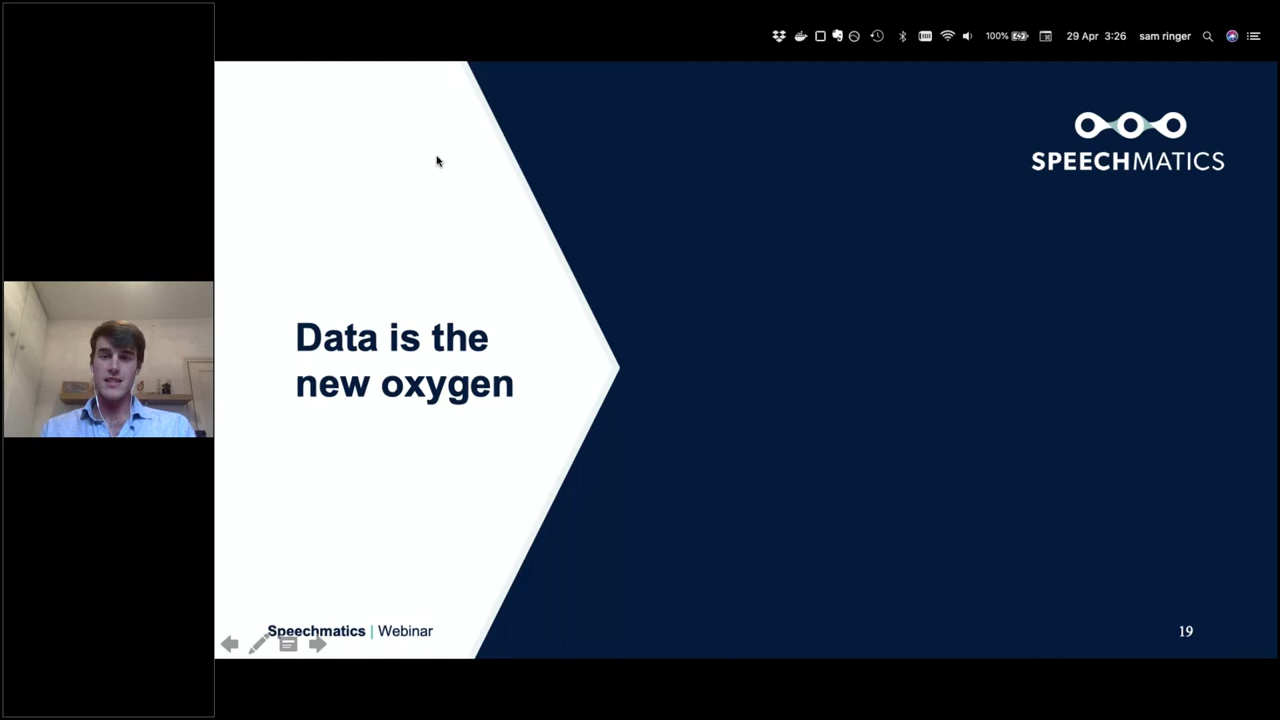 100% 29 Apr 3:26 sam ringer
SPEECHMATICS
Data is the
new oxygen
Speechmatics | Webinar
19